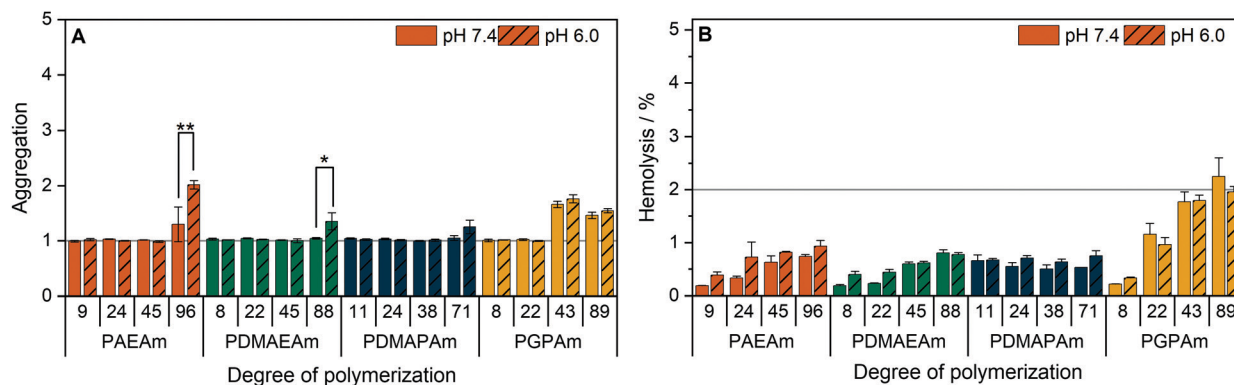 A
pH 7.4 pH 6.0
Aggregation
5
4
3
2
1
0
**
*
9 24 45 96 8 22 45 88 11 24 38 71 8 22 43 89
PAEAm PDMAEAm PDMAPAm PGPAm
Degree of polymerization
B
pH 7.4 pH 6.0
Hemolysis / %
5
4
3
2
1
0
9 24 45 96 8 22 45 88 11 24 38 71 8 22 43 89
PAEAm PDMAEAm PDMAPAm PGPAm
Degree of polymerization